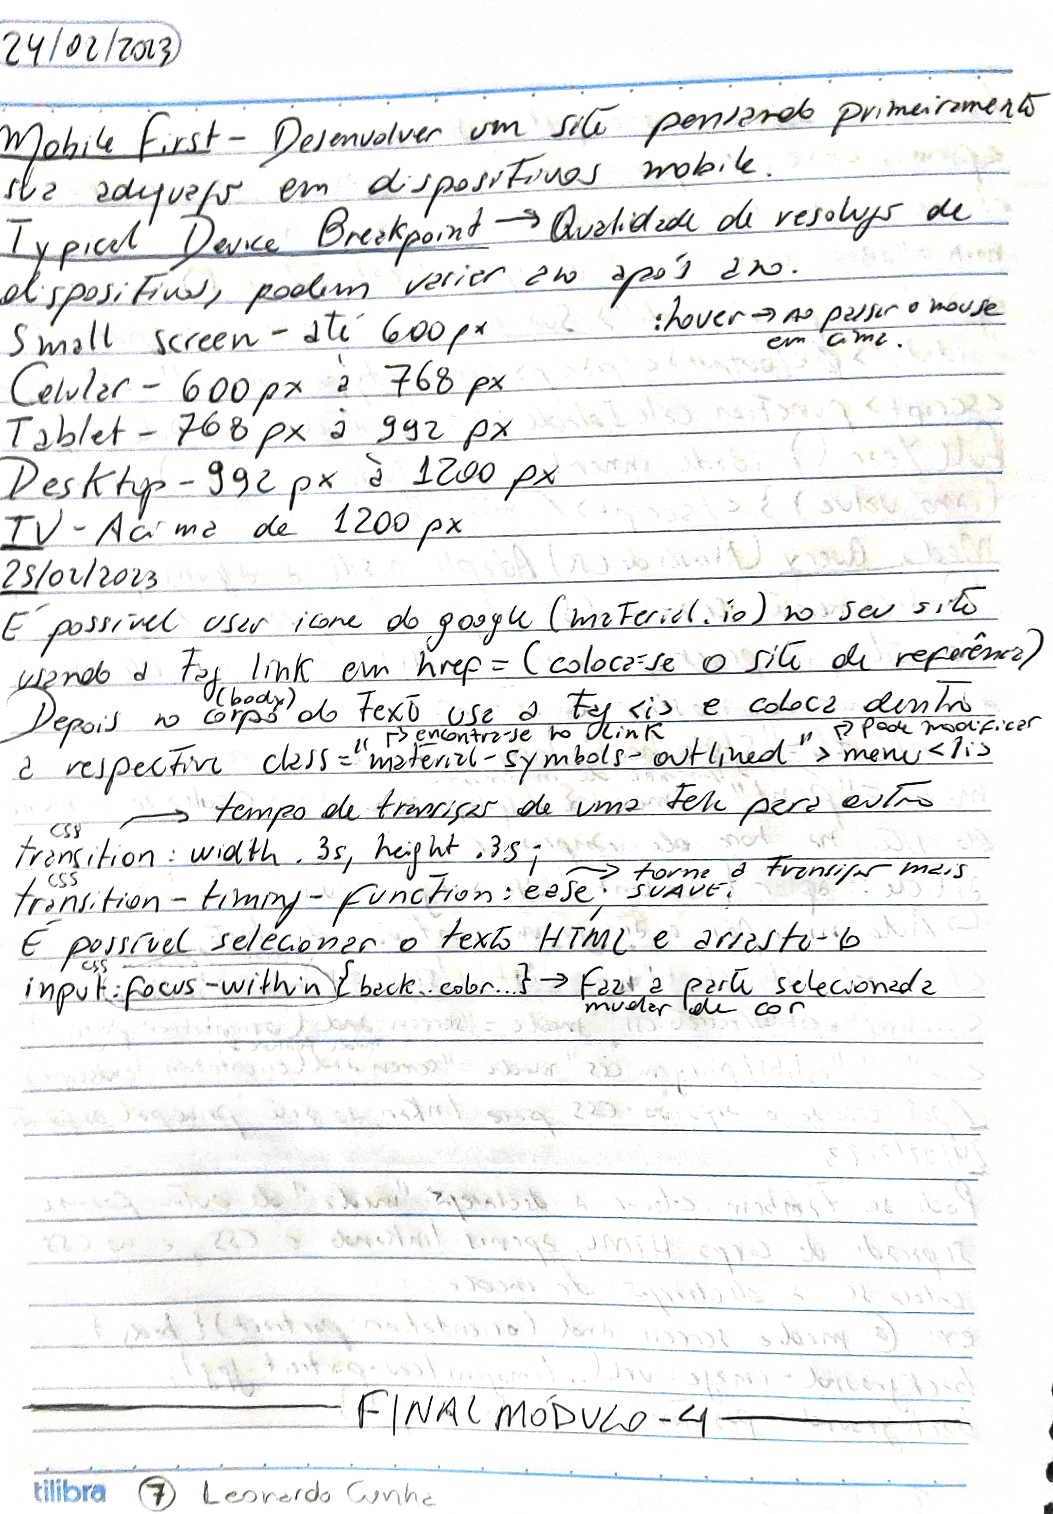 24/02/2023
Mobile First - Desenvolver um site pensando primeiramente
sua adequação em dispositivos mobile.
Typical Device Breakpoint → Qualidade de resolução de
dispositivos, podem variar ano após ano.
Small screen - até 600px
:hover → Ao passar o mouse
em cima.
Celular - 600px à 768 px
Tablet - 768px à 992 px
Desktop - 992 px à 1200 px
TV - Acima de 1200 px
25/02/2023
É possível usar icone do google (material.io) no seu site
usando a tag link em href = (coloca-se o site de referência)
(body)
Depois no corpo do texto use a tag <i> e coloca dentro
↱ encontra-se no link ↱ Pode modificar
a respectiva class = "material-symbols-outlined" > menu </i>
→ tempo de transição de uma tela para outro
css
transition: width .3s, height .3s;
→ torna a transição mais
css
transition-timing-function: ease; suave.
É possível selecionar o texto HTML e arrasta-lo
css
input:focus-within {back..color...} → Faz a parte selecionada
mudar de cor
FINAL MÓDULO-4
tilibra 7 Leonardo Cunha